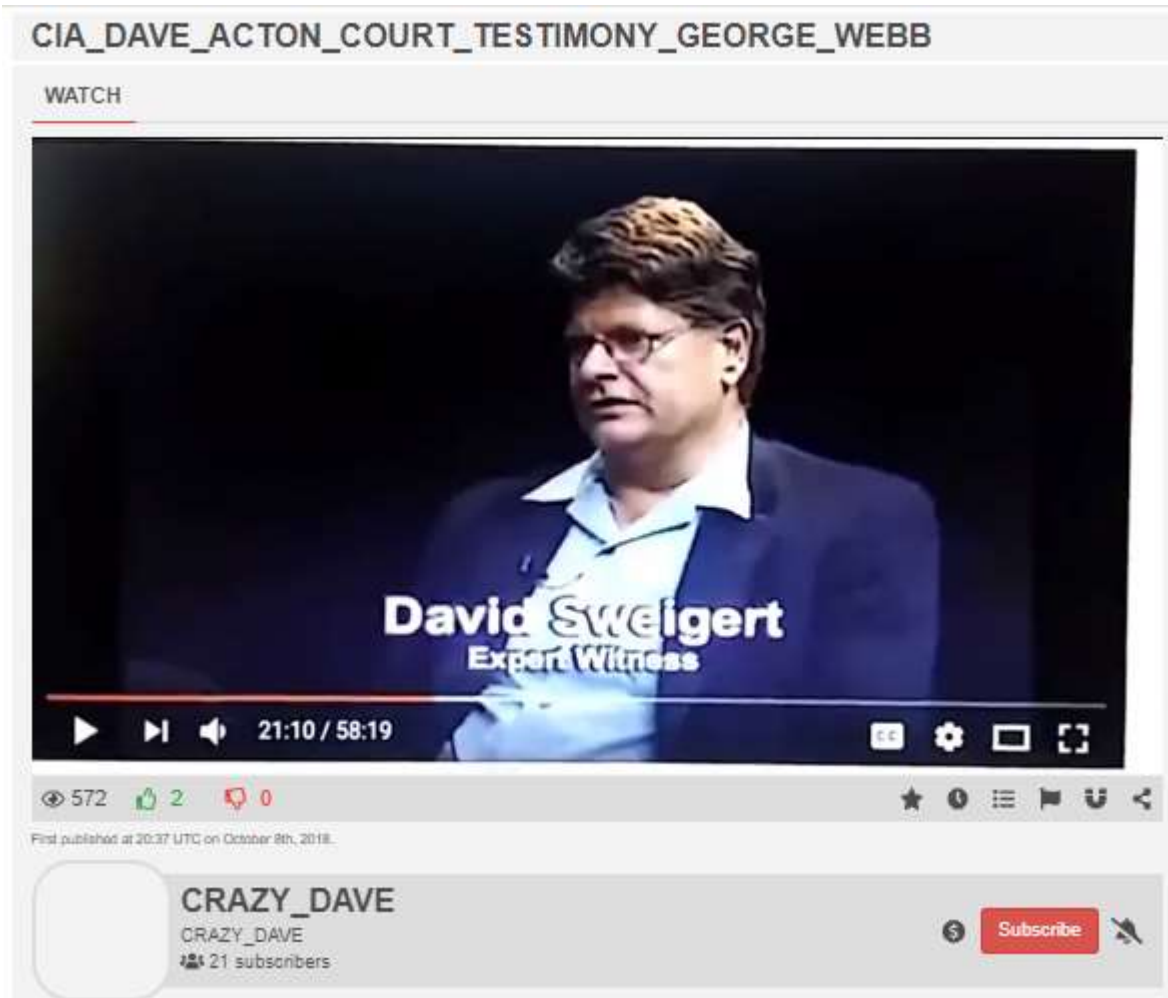 CIA_DAVE_ACTON_COURT_TESTIMONY_GEORGE_WEBB
WATCH
David Sweigert
Expert Witness
21:10 / 58:19
CC
572 2 0
First published at 20:37 UTC on October 8th, 2018.
CRAZY_DAVE
CRAZY_DAVE
21 subscribers
Subscribe